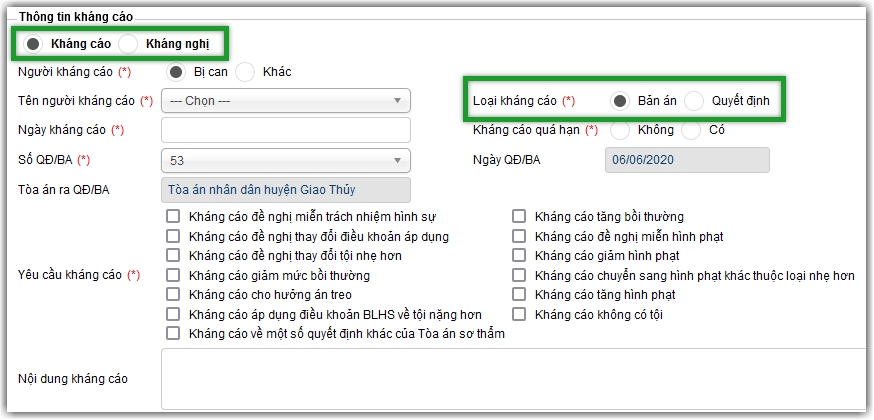 Thông tin kháng cáo
Kháng cáo Kháng nghị
Người kháng cáo (*) Bị can Khác
Tên người kháng cáo (*) --- Chọn --- Loại kháng cáo (*) Bản án Quyết định
Ngày kháng cáo (*) Kháng cáo quá hạn (*) Không Có
Số QĐ/BA (*) 53 Ngày QĐ/BA 06/06/2020
Tòa án ra QĐ/BA Tòa án nhân dân huyện Giao Thủy
Kháng cáo đề nghị miễn trách nhiệm hình sự Kháng cáo tăng bồi thường
Kháng cáo đề nghị thay đổi điều khoản áp dụng Kháng cáo đề nghị miễn hình phạt
Kháng cáo đề nghị thay đổi tội nhẹ hơn Kháng cáo giảm hình phạt
Yêu cầu kháng cáo (*) Kháng cáo giảm mức bồi thường Kháng cáo chuyển sang hình phạt khác thuộc loại nhẹ hơn
Kháng cáo cho hưởng án treo Kháng cáo tăng hình phạt
Kháng cáo áp dụng điều khoản BLHS về tội nặng hơn Kháng cáo không có tội
Kháng cáo về một số quyết định khác của Tòa án sơ thẩm
Nội dung kháng cáo